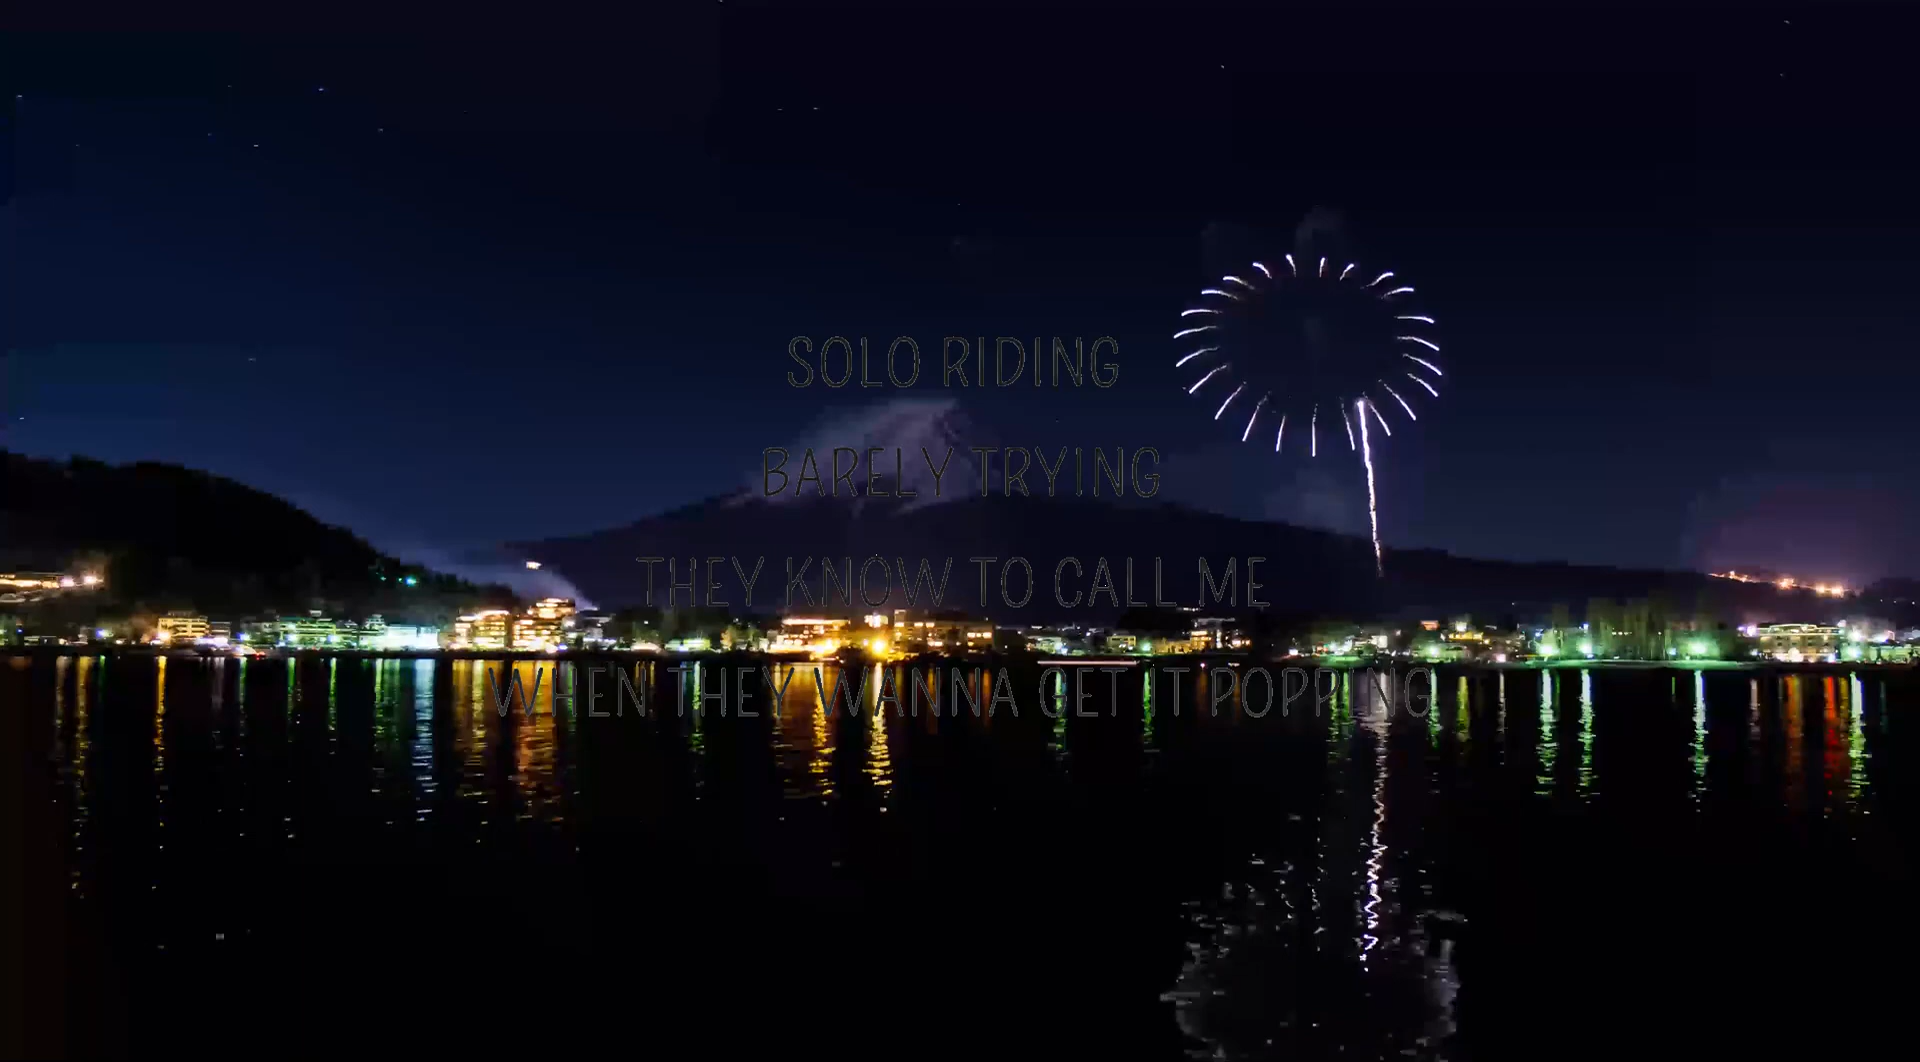 SOLO RIDING
BARELY TRYING
THEY KNOW TO CALL ME
WHEN THEY WANNA GET IT POPPING